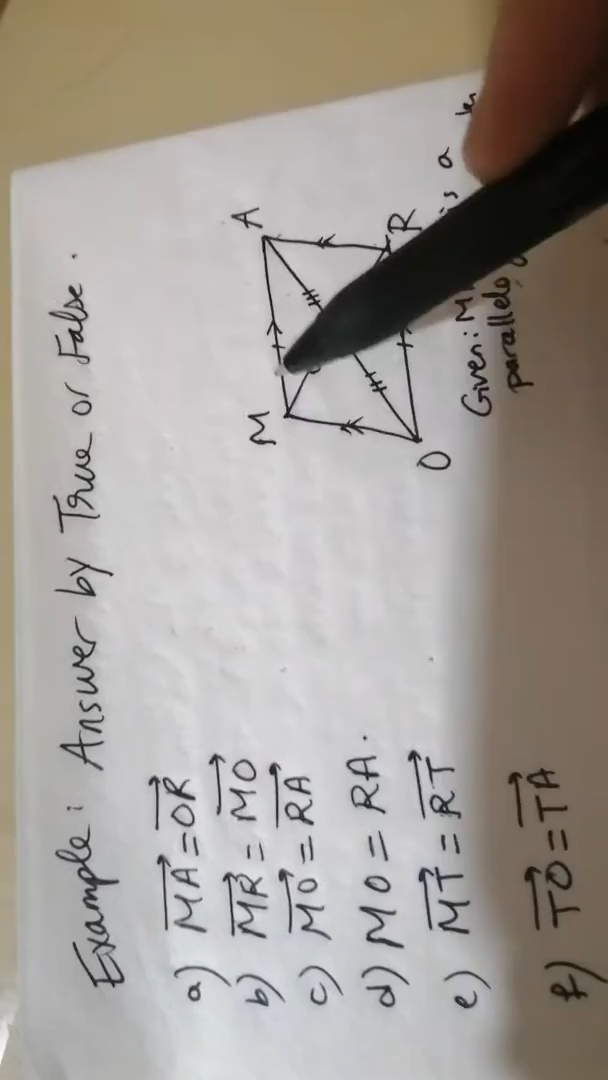 Example: Answer by True or False.
a) MA⃗ = OR⃗
b) MR⃗ = MO⃗
c) MO⃗ = RA⃗
d) MO = RA.
e) MT⃗ = RT⃗
f) TO⃗ = TA⃗
A
R
M
O
Given: is a